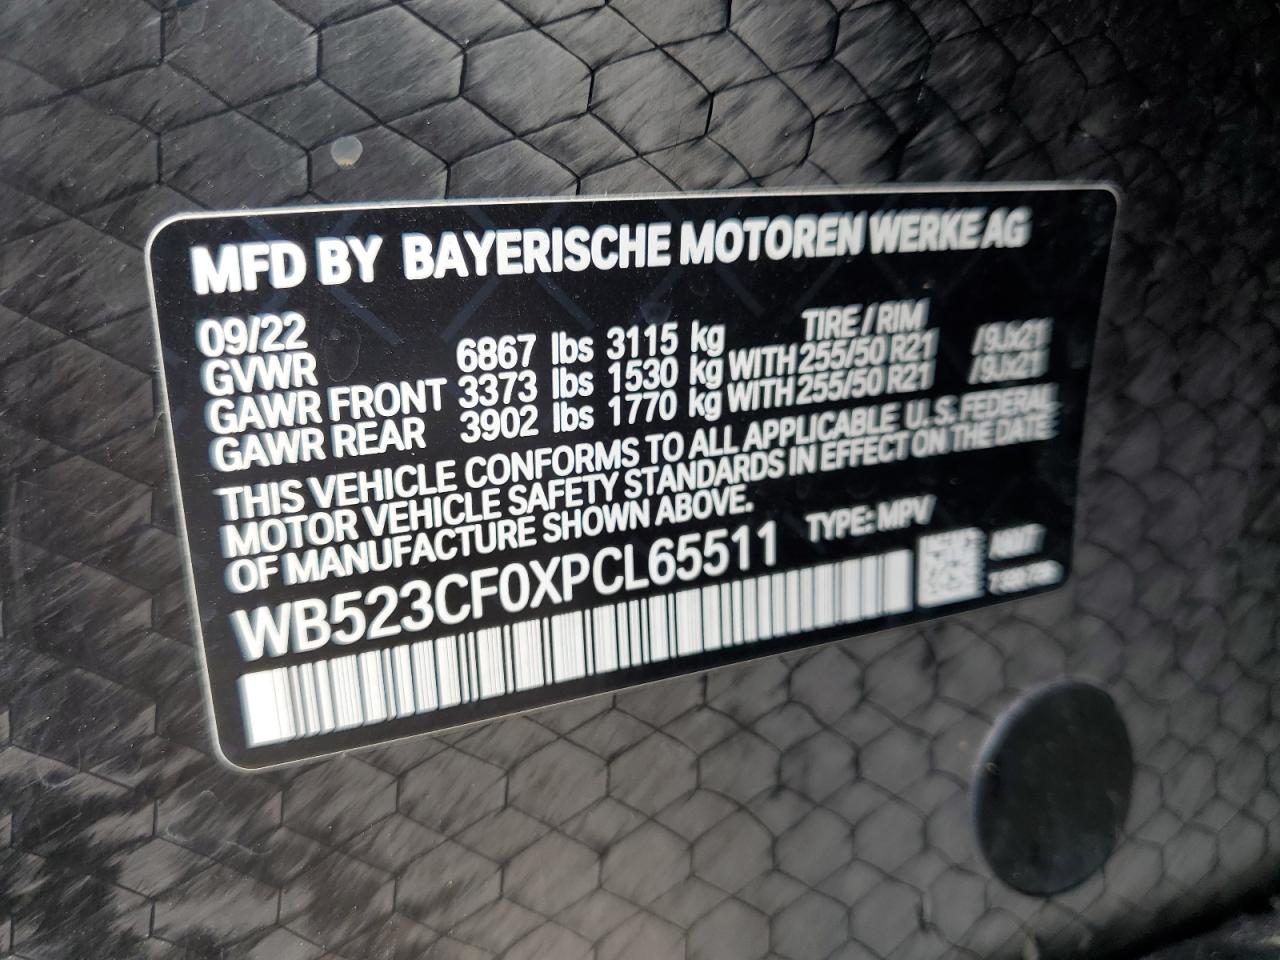 MFD BY BAYERISCHE MOTOREN WERKE AG
09/22 TIRE / RIM
GVWR 6867 lbs 3115 kg
GAWR FRONT 3373 lbs 1530 kg WITH 255/50 R21 /9Jx21
GAWR REAR 3902 lbs 1770 kg WITH 255/50 R21 /9Jx21
THIS VEHICLE CONFORMS TO ALL APPLICABLE U.S. FEDERAL
MOTOR VEHICLE SAFETY STANDARDS IN EFFECT ON THE DATE
OF MANUFACTURE SHOWN ABOVE.
WB523CF0XPCL65511 TYPE: MPV